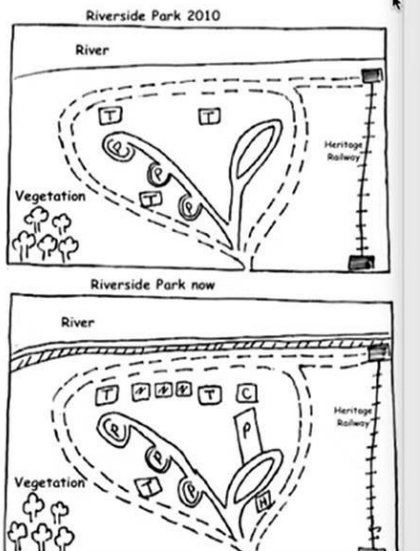 Riverside Park 2010
River
T T
P
P
T P
Heritage
Railway
Vegetation
Riverside Park now
River
T N N N T C
P
P
P
T P
N
Heritage
Railway
Vegetation